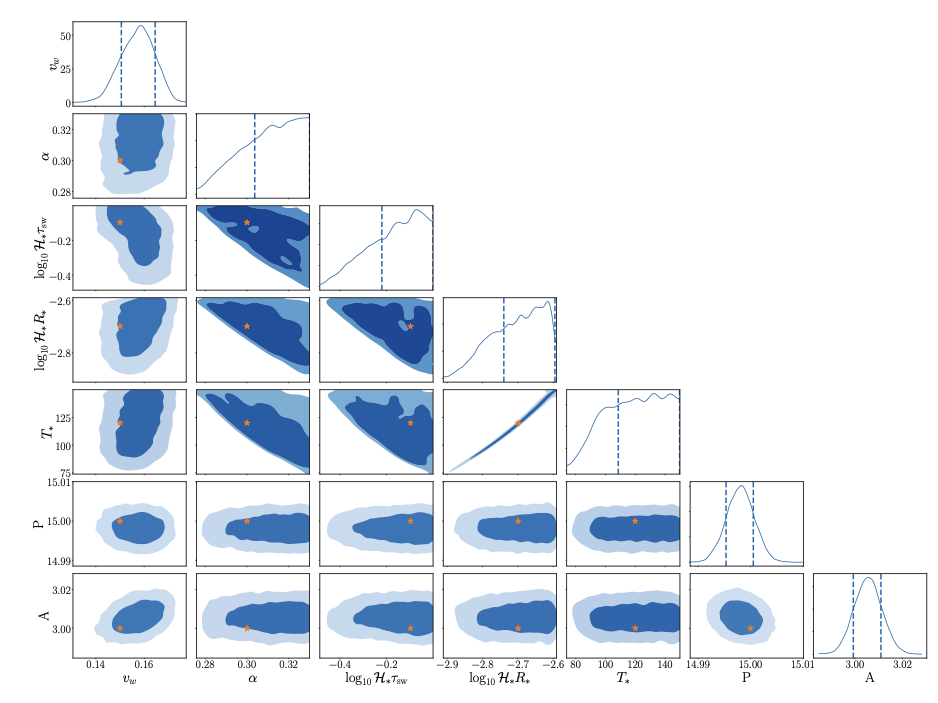 50
25
0
v_w
0.32
0.30
0.28
α
−0.2
−0.4
log₁₀ 𝓗∗τ_sw
−2.6
−2.8
log₁₀ 𝓗∗R∗
125
100
75
T∗
15.01
15.00
14.99
P
3.02
3.00
A
0.14 0.16
0.28 0.30 0.32
−0.4 −0.2
−2.9 −2.8 −2.7 −2.6
80 100 120 140
14.99 15.00 15.01
3.00 3.02
v_w α log₁₀ 𝓗∗τ_sw log₁₀ 𝓗∗R∗ T∗ P A